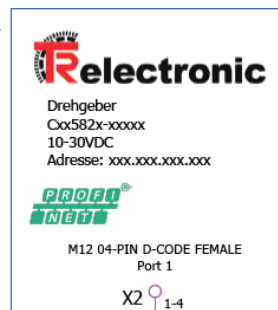 TRelectronic
Drehgeber
Cxx582x-xxxxx
10-30VDC
Adresse: xxx.xxx.xxx.xxx
PROFI®
NET
M12 04-PIN D-CODE FEMALE
Port 1
X2 1-4